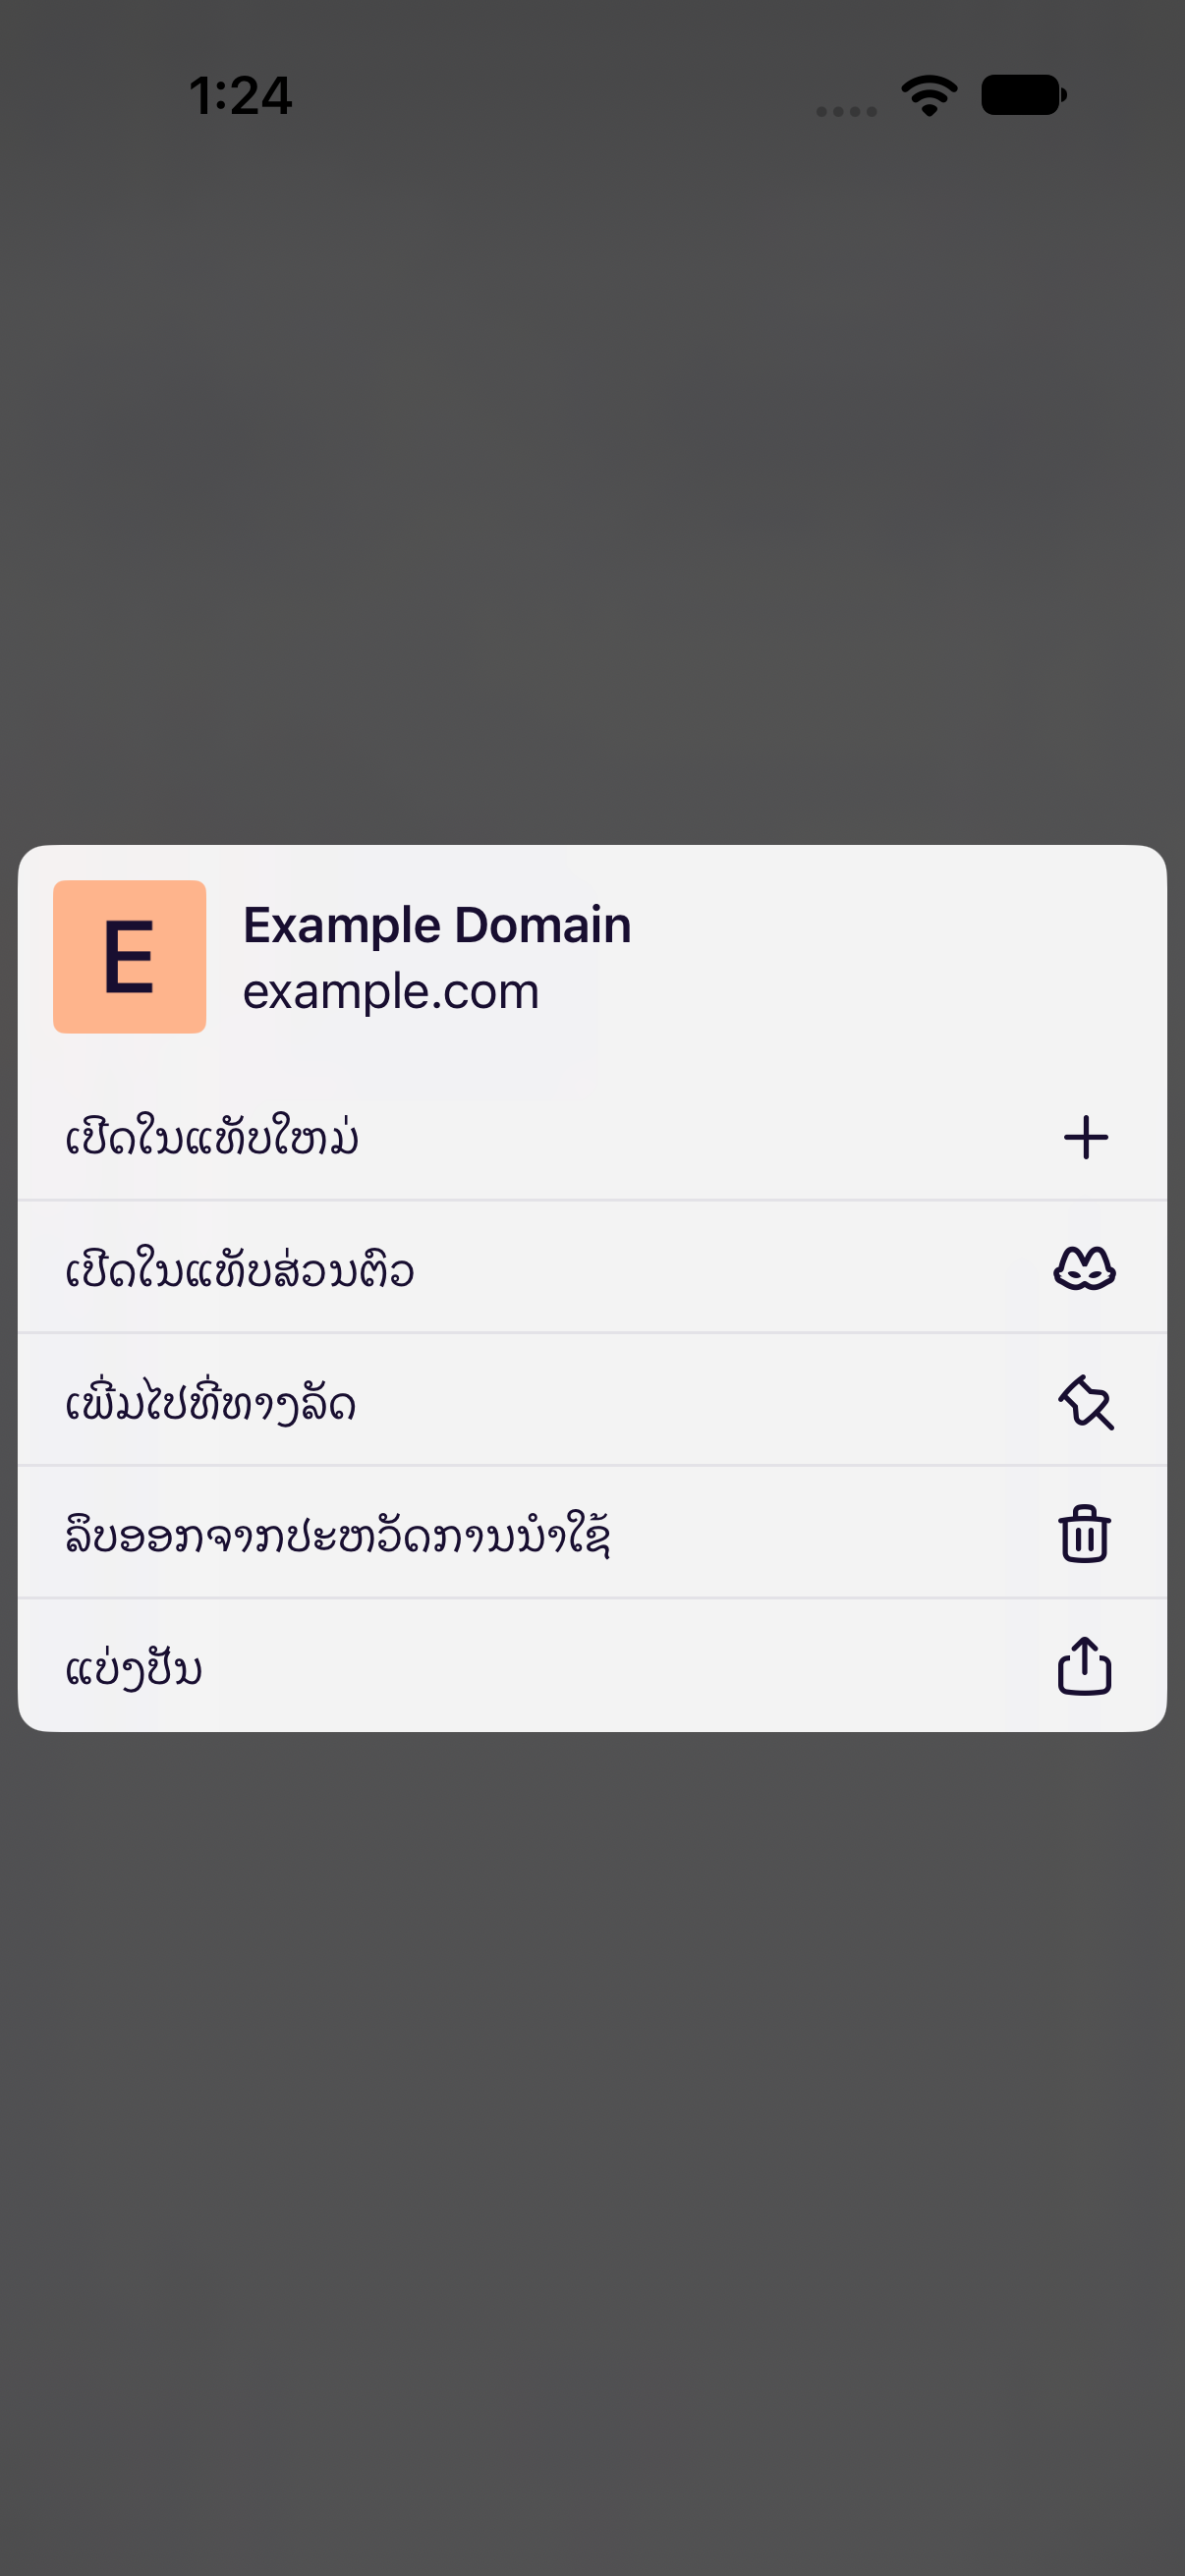 1:24
E
Example Domain
example.com
ເປີດໃນແທັບໃຫມ່
ເປີດໃນແທັບສ່ວນຕົວ
ເພີ່ມໄປທີ່ທາງລັດ
ລຶບອອກຈາກປະຫວັດການນຳໃຊ້
ແບ່ງປັນ